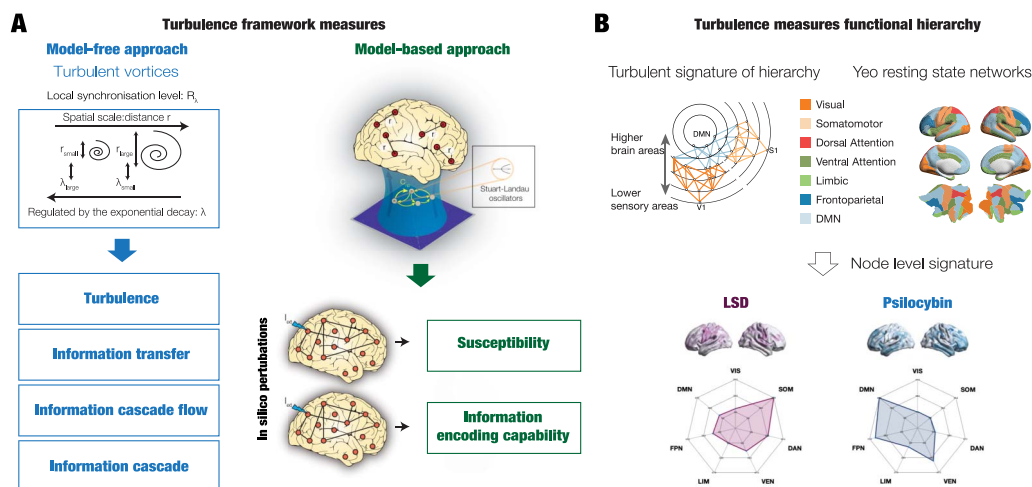 A
Turbulence framework measures
Model-free approach
Turbulent vortices
Local synchronisation level: Rλ
Spatial scale:distance r
rsmall
rlarge
λlarge
λsmall
Regulated by the exponential decay: λ
Turbulence
Information transfer
Information cascade flow
Information cascade
Model-based approach
r
r
r
r
Stuart-Landau
oscillators
In silico pertubations
Susceptibility
Information
encoding capability
B
Turbulence measures functional hierarchy
Turbulent signature of hierarchy
Higher
brain areas
Lower
sensory areas
DMN
S1
V1
Yeo resting state networks
Visual
Somatomotor
Dorsal Attention
Ventral Attention
Limbic
Frontoparietal
DMN
Node level signature
LSD
VIS
SOM
DAN
VEN
LIM
FPN
DMN
Psilocybin
VIS
SOM
DAN
VEN
LIM
FPN
DMN